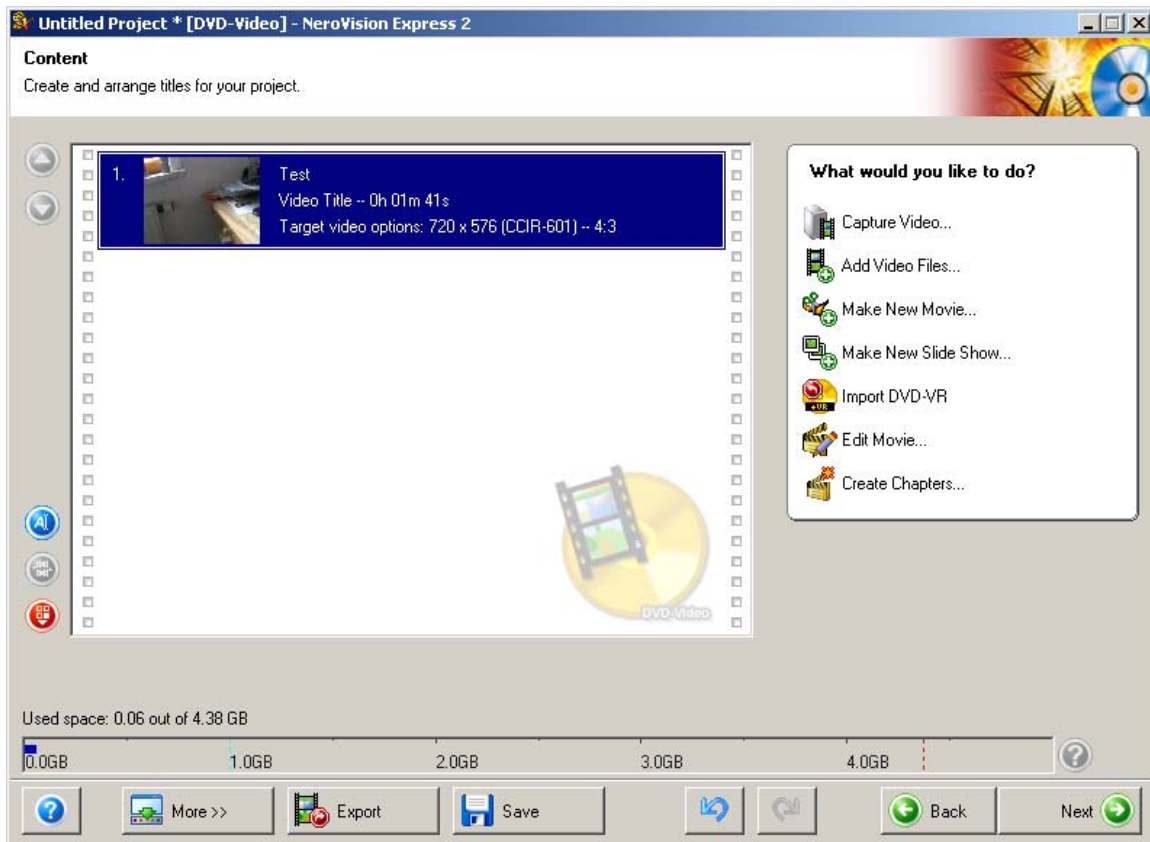 Untitled Project * [DVD-Video] - NeroVision Express 2
Content
Create and arrange titles for your project.
1.
Test
Video Title -- 0h 01m 41s
Target video options: 720 x 576 (CCIR-601) -- 4:3
DVD-Video
What would you like to do?
Capture Video...
Add Video Files...
Make New Movie...
Make New Slide Show...
+VR
Import DVD-VR
Edit Movie...
Create Chapters...
Used space: 0.06 out of 4.38 GB
0.0GB 1.0GB 2.0GB 3.0GB 4.0GB
More >> Export Save Back Next